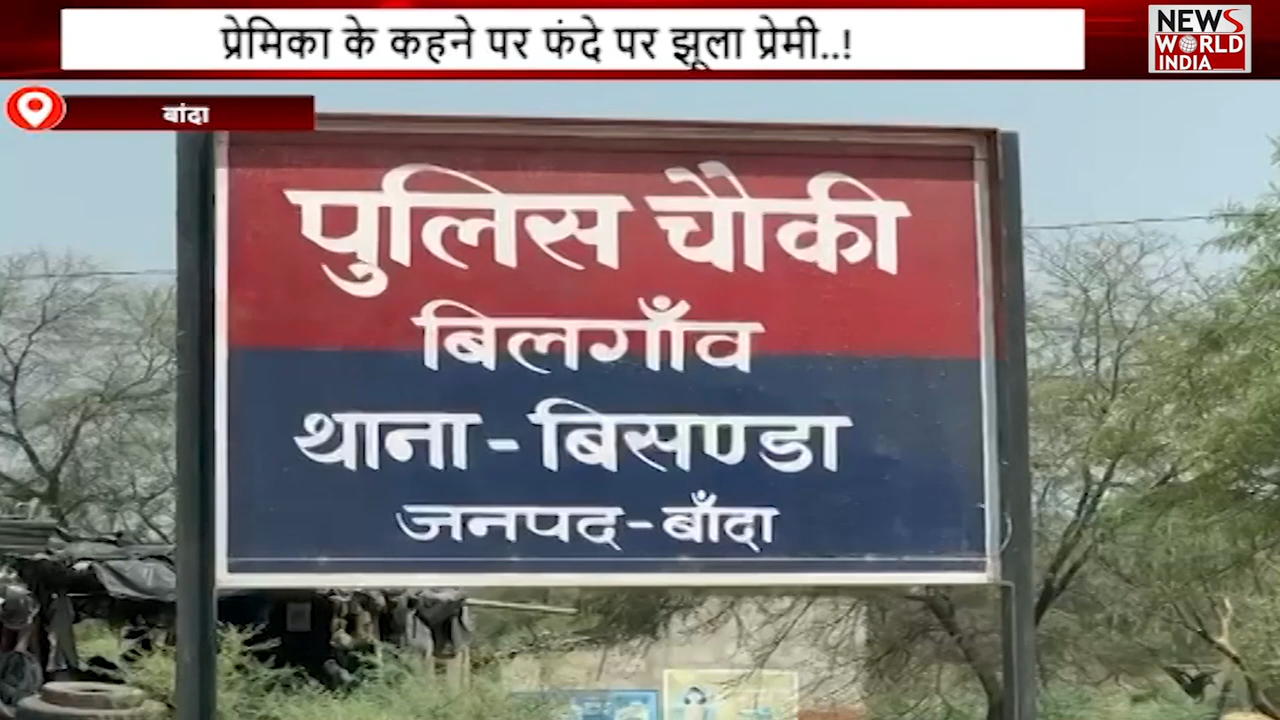 प्रेमिका के कहने पर फंदे पर झूला प्रेमी..!
NEWS
WORLD
INDIA
बांदा
पुलिस चौकी
बिलगाँव
थाना-बिसण्डा
जनपद-बाँदा